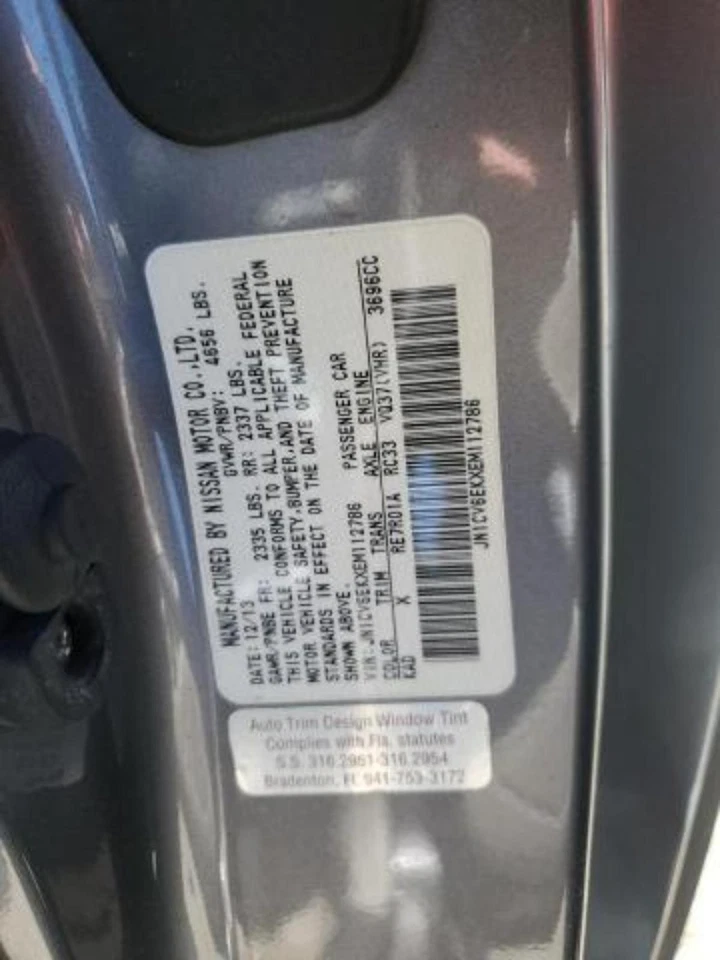 MANUFACTURED BY NISSAN MOTOR CO.,LTD.
DATE: 12/13 GVWR/PNBV: 4656 LBS.
GAWR/PNBE FR: 2335 LBS. RR: 2337 LBS.
THIS VEHICLE CONFORMS TO ALL APPLICABLE FEDERAL
MOTOR VEHICLE SAFETY,BUMPER,AND THEFT PREVENTION
STANDARDS IN EFFECT ON THE DATE OF MANUFACTURE
SHOWN ABOVE.
VIN:JN1CV6EKXEM112786 PASSENGER CAR
COLOR TRIM TRANS AXLE ENGINE
KAD X RE7R01A RC33 VQ37(VHR) 3696CC
JN1CV6EKXEM112786
Auto Trim Design Window Tint
Complies with Fla. statutes
S.S. 316.2951-316.2954
Bradenton, FL 941-753-3172